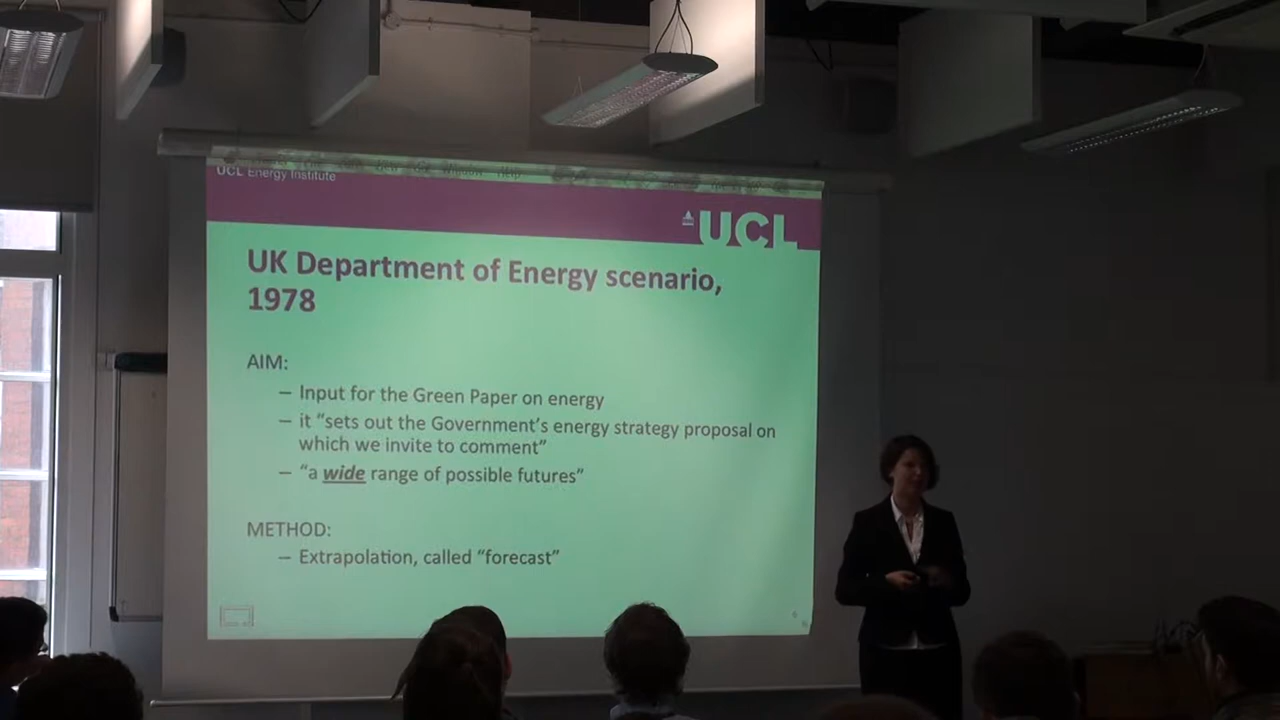 UCL Energy Institute
UCL
UK Department of Energy scenario,
1978
AIM:
– Input for the Green Paper on energy
– it “sets out the Government’s energy strategy proposal on
which we invite to comment”
– “a wide range of possible futures”
METHOD:
– Extrapolation, called “forecast”